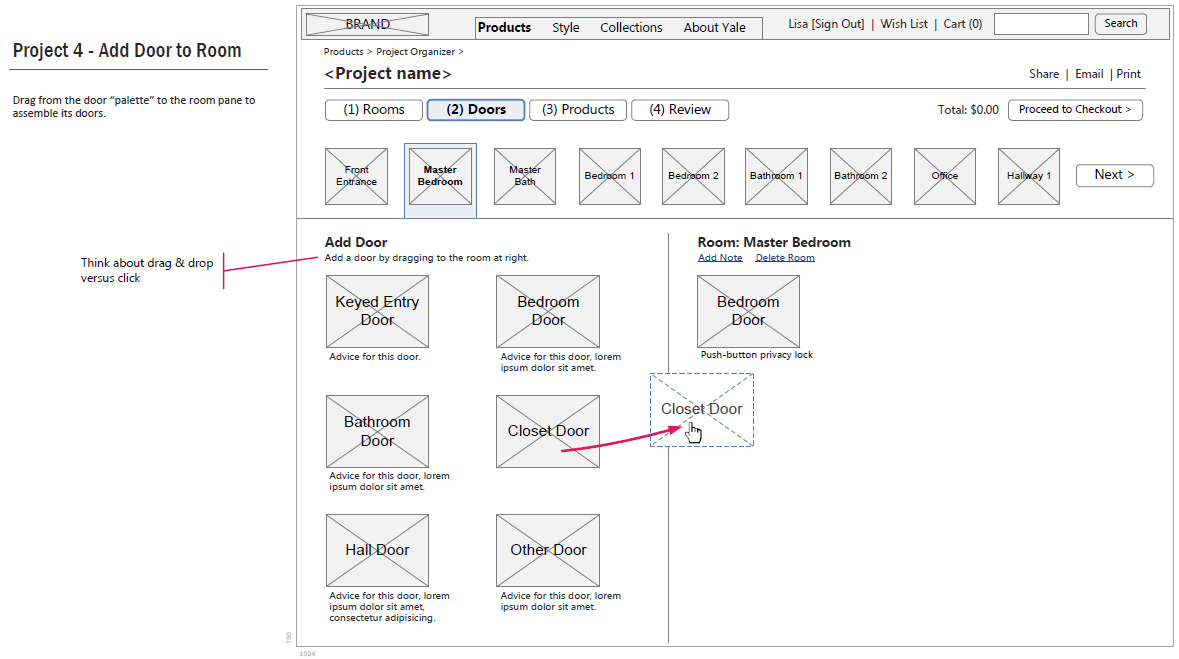 Project 4 - Add Door to Room
Drag from the door “palette” to the room pane to
assemble its doors.
Think about drag & drop
versus click
BRAND
Products Style Collections About Yale
Lisa [Sign Out] | Wish List | Cart (0)
Search
Products > Project Organizer >
<Project name>
Share | Email | Print
(1) Rooms
(2) Doors
(3) Products
(4) Review
Total: $0.00
Proceed to Checkout >
Front
Entrance
Master
Bedroom
Master
Bath
Bedroom 1
Bedroom 2
Bathroom 1
Bathroom 2
Office
Hallway 1
Next >
Add Door
Add a door by dragging to the room at right.
Keyed Entry
Door
Advice for this door.
Bedroom
Door
Advice for this door, lorem
ipsum dolor sit amet.
Bathroom
Door
Advice for this door, lorem
ipsum dolor sit amet.
Closet Door
Hall Door
Advice for this door, lorem
ipsum dolor sit amet,
consectetur adipisicing.
Other Door
Advice for this door, lorem
ipsum dolor sit amet.
Room: Master Bedroom
Add Note Delete Room
Bedroom
Door
Push-button privacy lock
Closet Door
750
1024